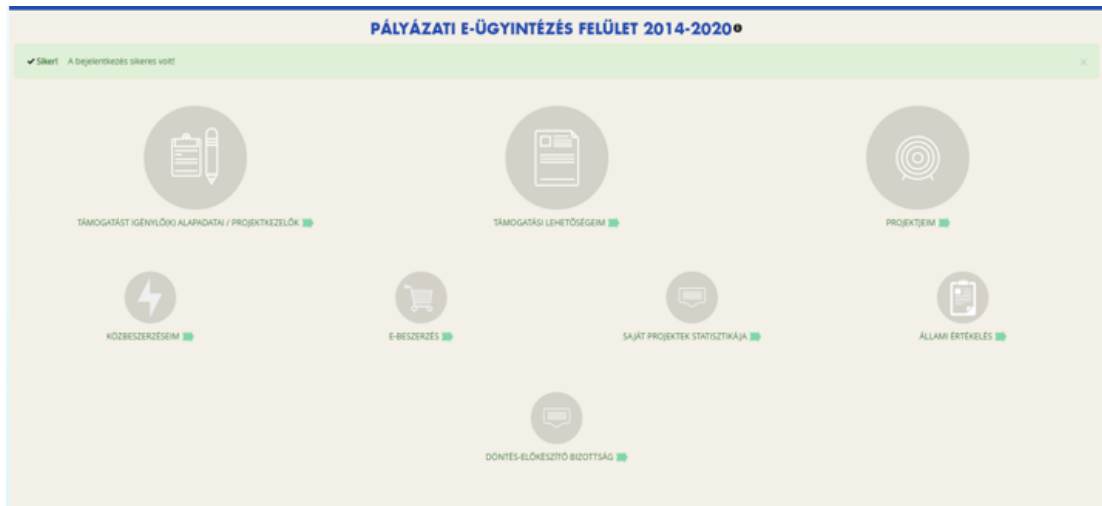 PÁLYÁZATI E-ÜGYINTÉZÉS FELÜLET 2014-2020
Siker! A bejelentkezés sikeres volt!
TÁMOGATÁST IGÉNYLŐ(K) ALAPADATAI / PROJEKTKEZELŐK
TÁMOGATÁSI LEHETŐSÉGEIM
PROJEKTJEIM
KÖZBESZERZÉSEIM
E-BESZERZÉS
SAJÁT PROJEKTEK STATISZTIKÁJA
ÁLLAMI ÉRTÉKELÉS
DÖNTÉS-ELŐKÉSZÍTŐ BIZOTTSÁG